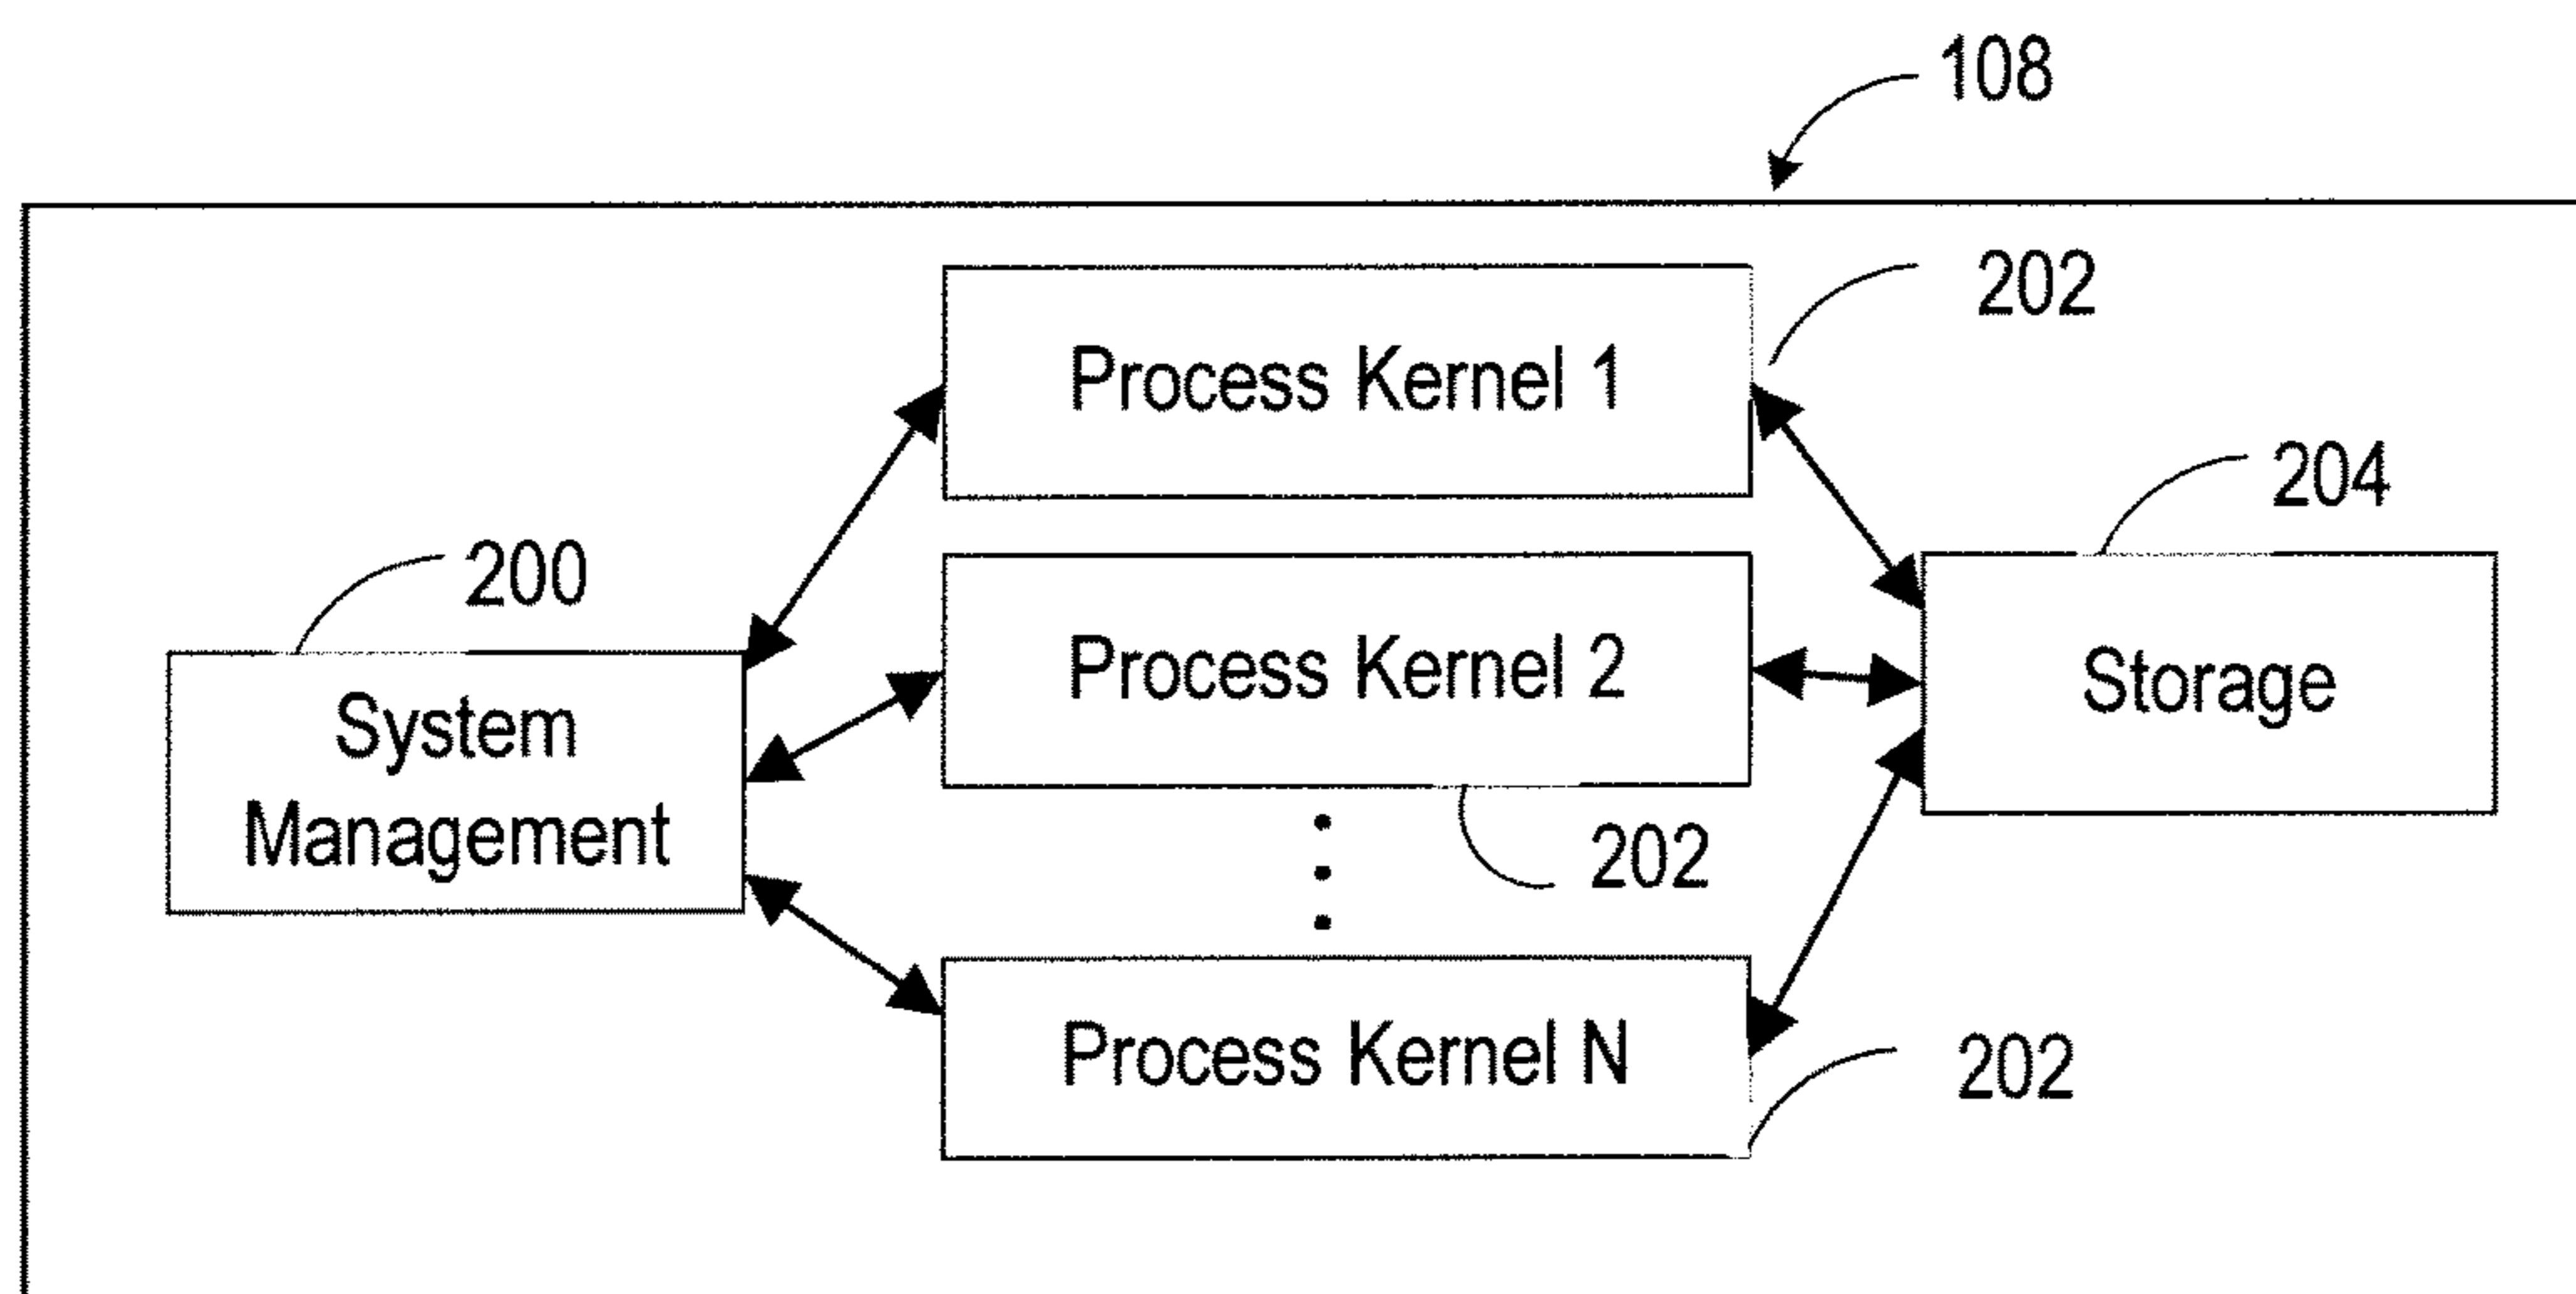 108
Process Kernel 1
202
204
200
Process Kernel 2
Storage
System
Management
202
Process Kernel N
202